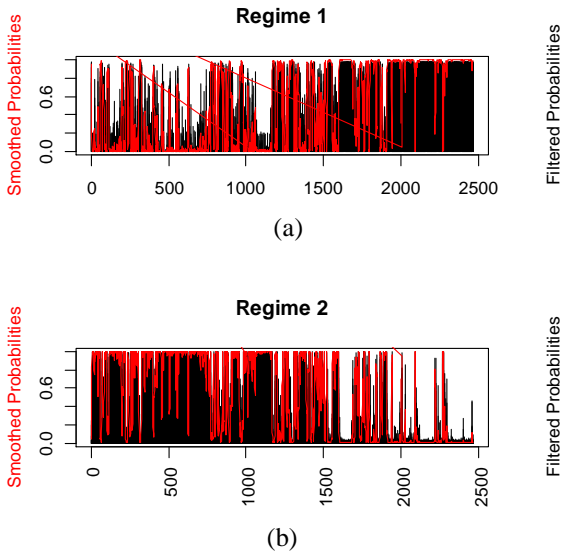 Regime 1
Smoothed Probabilities
0.0 0.6
Filtered Probabilities
0 500 1000 1500 2000 2500
(a)
Regime 2
Smoothed Probabilities
0.0 0.6
Filtered Probabilities
0 500 1000 1500 2000 2500
(b)